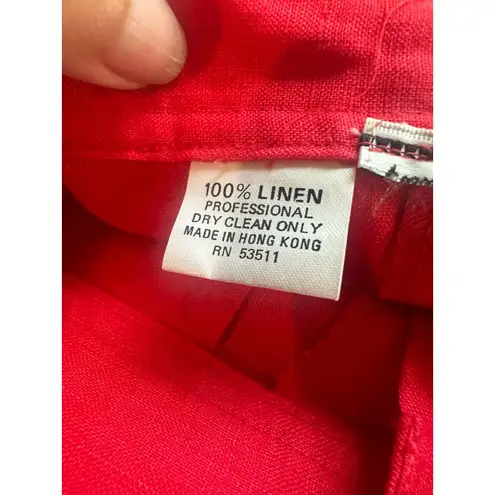 100% LINEN
PROFESSIONAL
DRY CLEAN ONLY
MADE IN HONG KONG
RN 53511